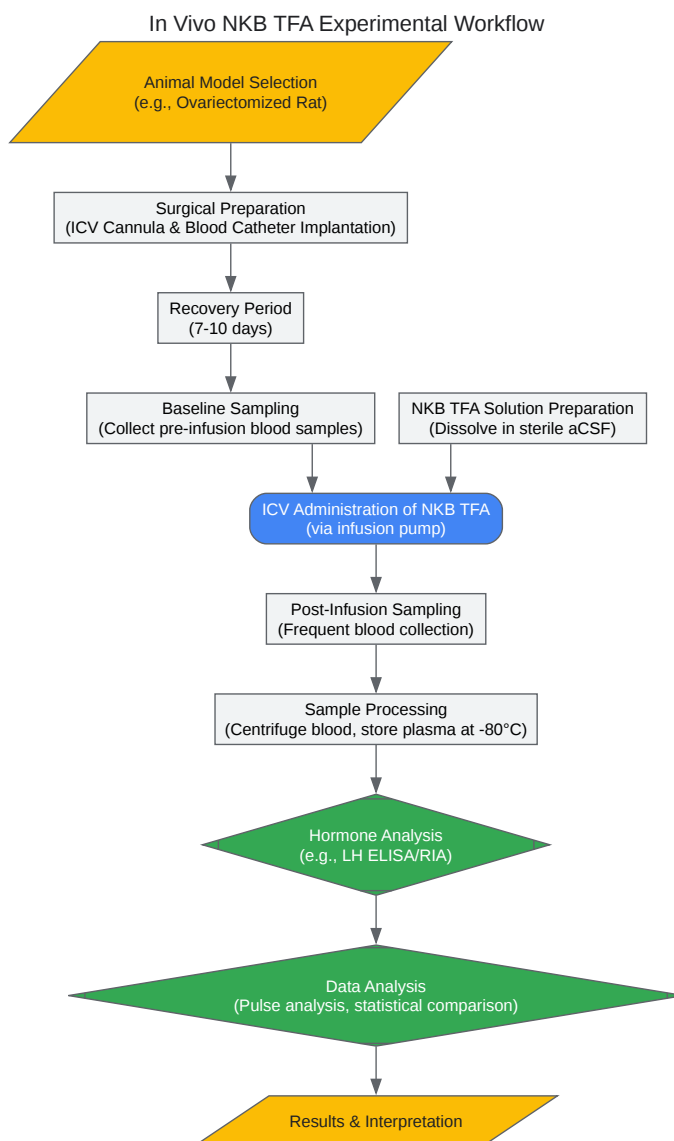 In Vivo NKB TFA Experimental Workflow
Animal Model Selection
(e.g., Ovariectomized Rat)
Surgical Preparation
(ICV Cannula & Blood Catheter Implantation)
Recovery Period
(7-10 days)
Baseline Sampling
(Collect pre-infusion blood samples)
NKB TFA Solution Preparation
(Dissolve in sterile aCSF)
ICV Administration of NKB TFA
(via infusion pump)
Post-Infusion Sampling
(Frequent blood collection)
Sample Processing
(Centrifuge blood, store plasma at -80°C)
Hormone Analysis
(e.g., LH ELISA/RIA)
Data Analysis
(Pulse analysis, statistical comparison)
Results & Interpretation